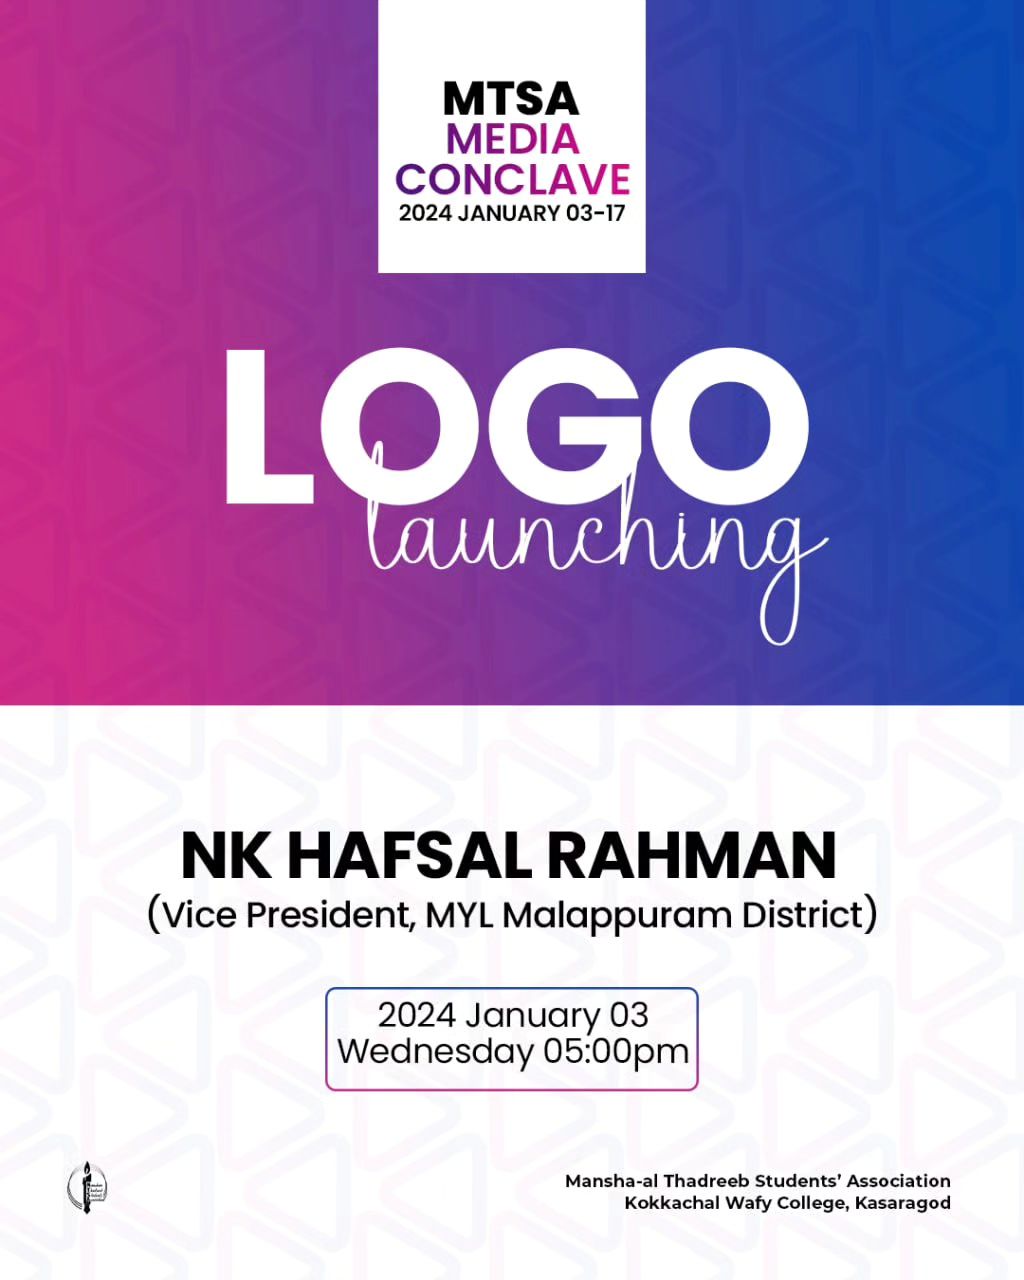 MTSA
MEDIA
CONCLAVE
2024 JANUARY 03-17
LOGO
launching
NK HAFSAL RAHMAN
(Vice President, MYL Malappuram District)
2024 January 03
Wednesday 05:00pm
Mansha-al Thadreeb Students’ Association
Kokkachal Wafy College, Kasaragod